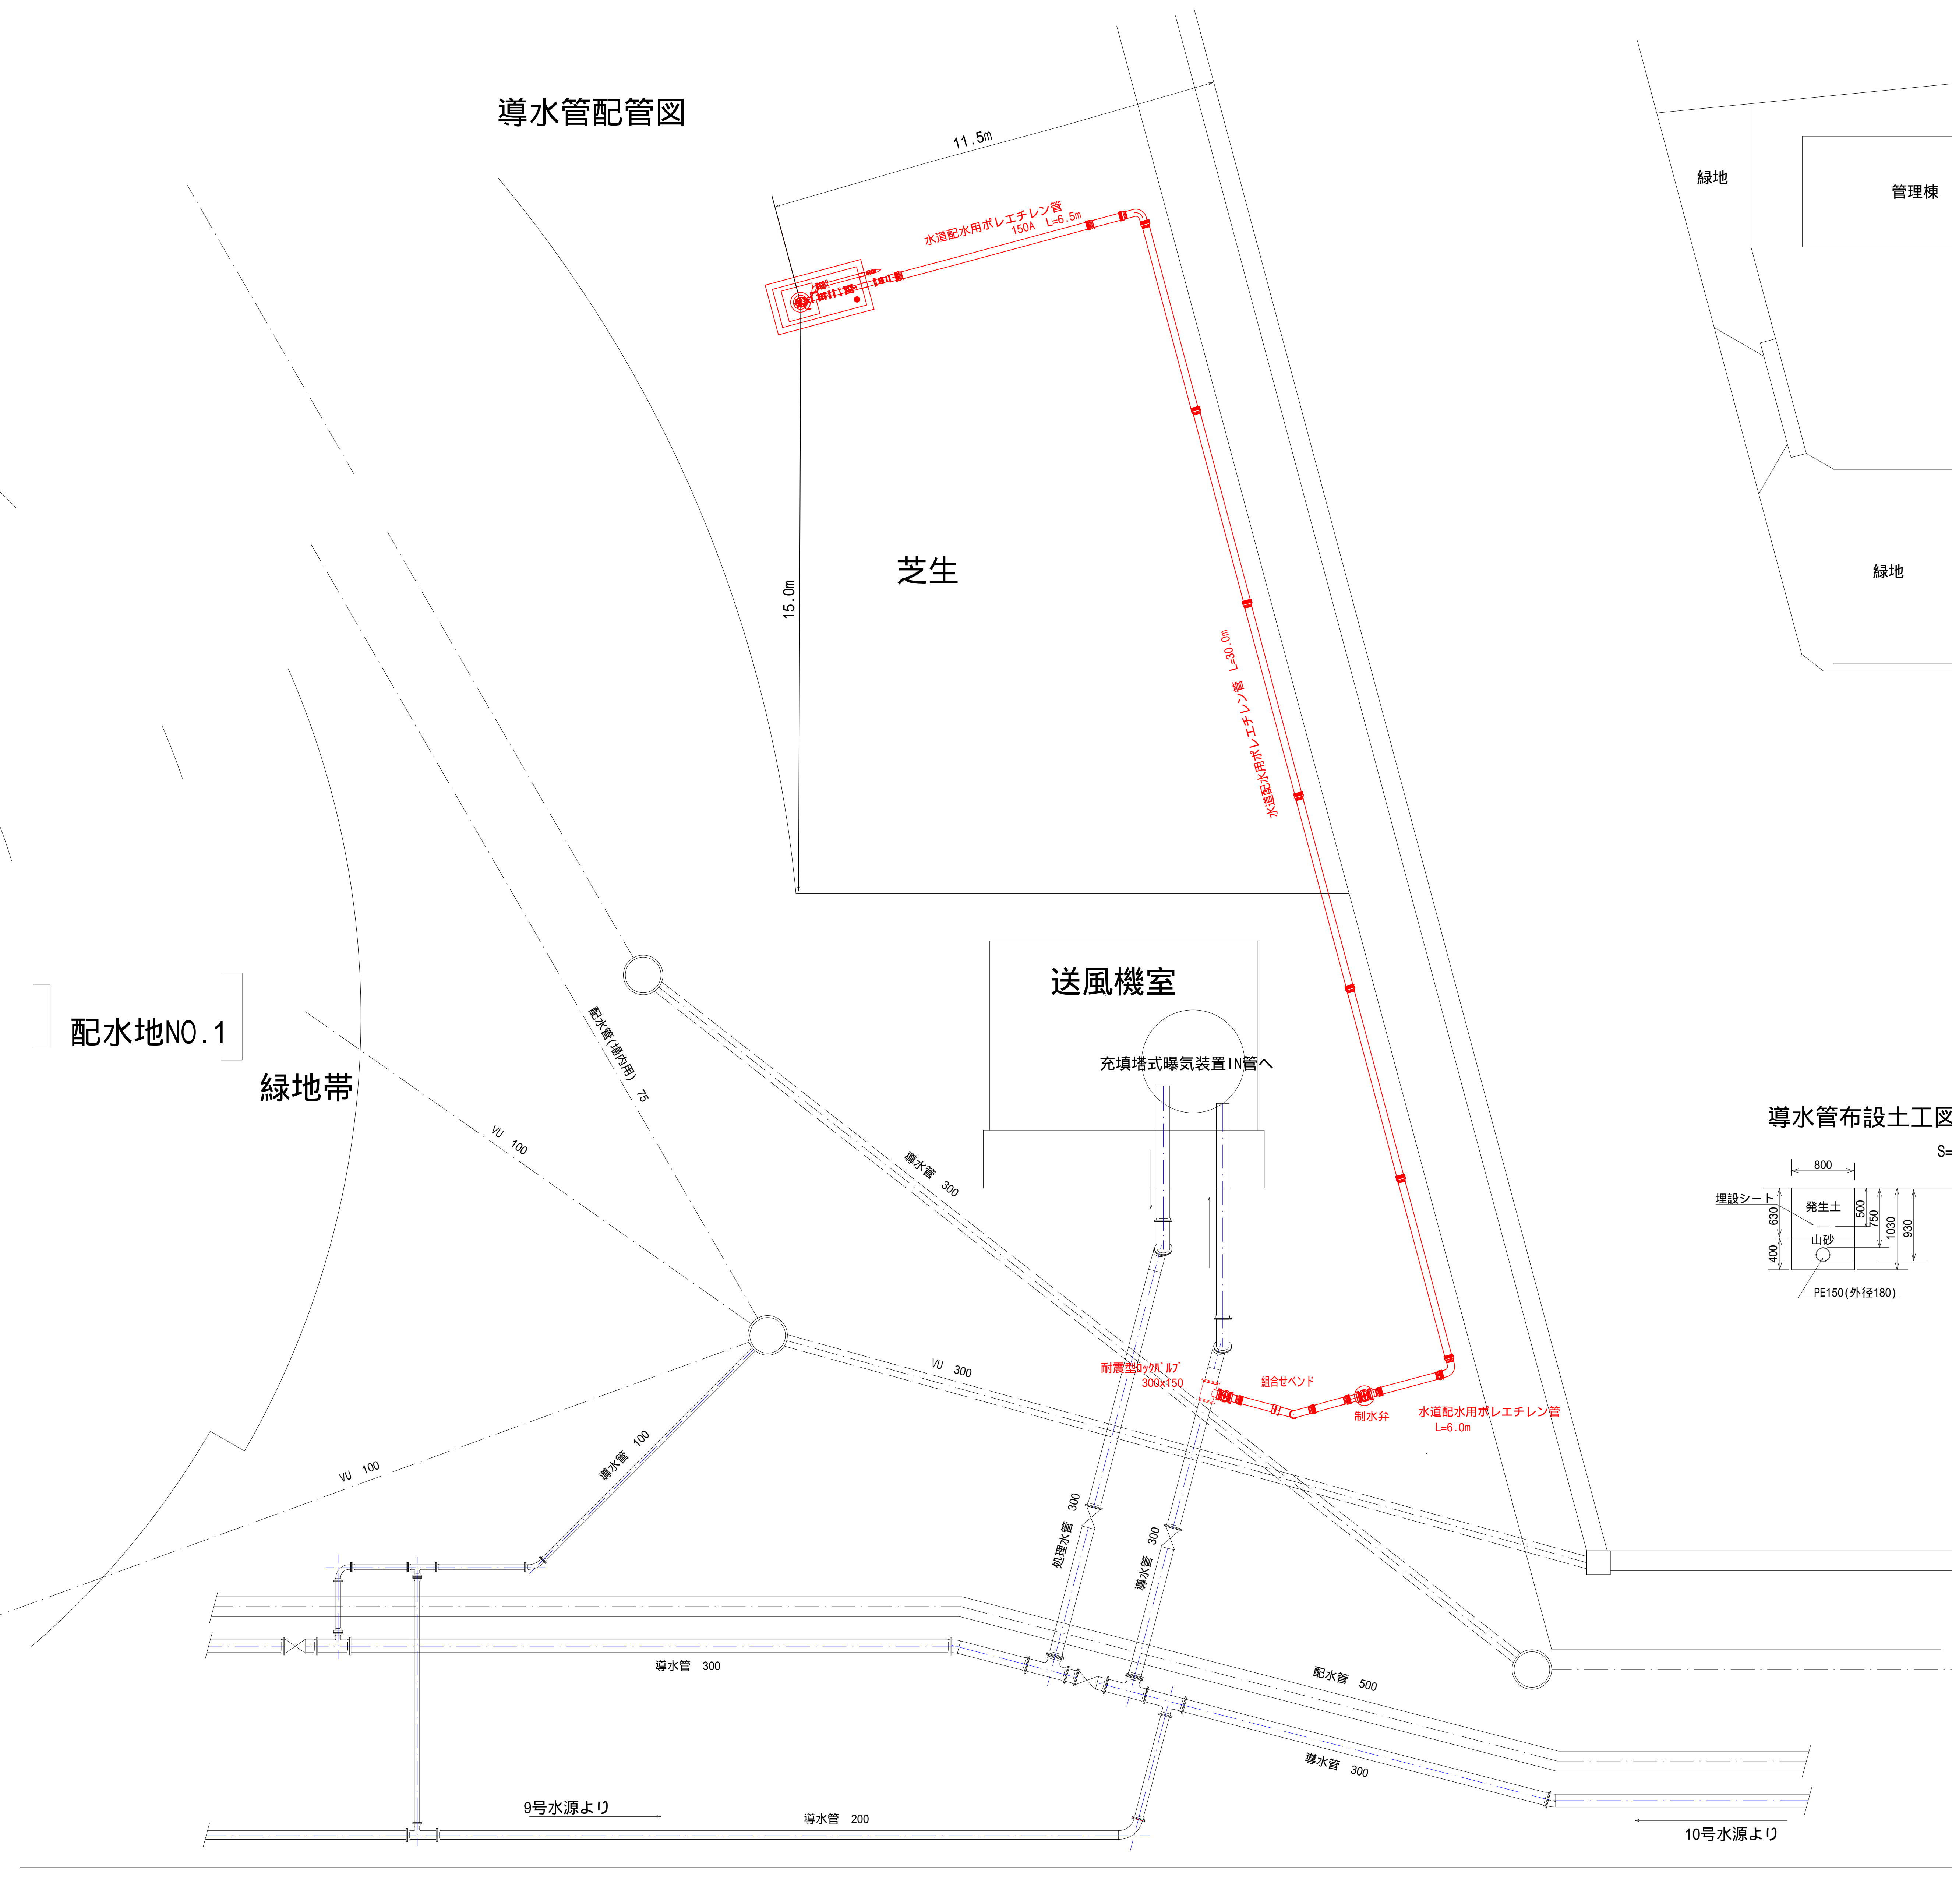 導水管配管図
11.5m
緑地
管理棟
水道配水用ポレエチレン管
150A L=6.5m
芝生
15.0m
緑地
水道配水用ポレエチレン管 L=30.0m
送風機室
充填塔式曝気装置IN管へ
配水地NO.1
緑地帯
配水管(場内用) 75
VU 100
導水管 300
導水管布設土工図
S=
800
埋設シート
発生土
山砂
630
400
500
750
1030
930
PE150(外径180)
VU 300
耐震型ﾛｯｸﾊﾞﾙﾌﾞ
300x150
組合せベンド
制水弁
水道配水用ポレエチレン管
L=6.0m
導水管 100
VU 100
処理水管 300
導水管 300
導水管 300
配水管 500
導水管 300
9号水源より
導水管 200
10号水源より